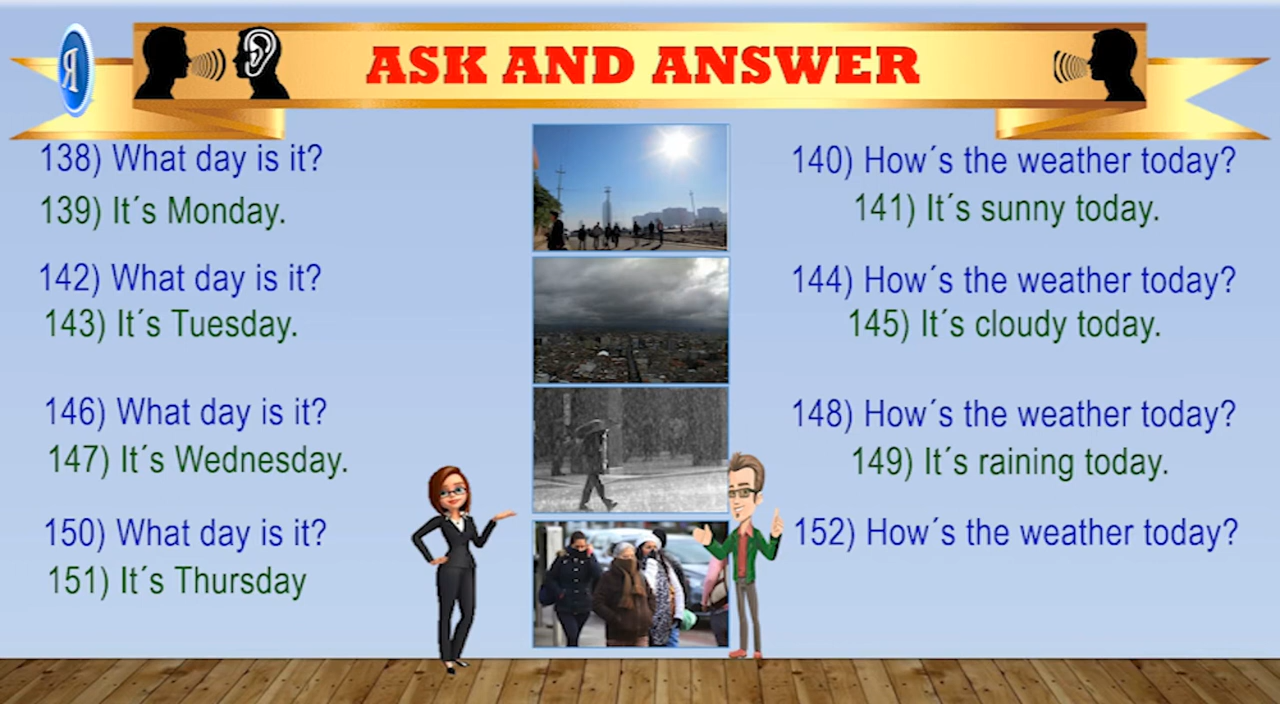 ASK AND ANSWER
138) What day is it?
139) It´s Monday.
140) How´s the weather today?
141) It´s sunny today.
142) What day is it?
143) It´s Tuesday.
144) How´s the weather today?
145) It´s cloudy today.
146) What day is it?
147) It´s Wednesday.
148) How´s the weather today?
149) It´s raining today.
150) What day is it?
151) It´s Thursday
152) How´s the weather today?